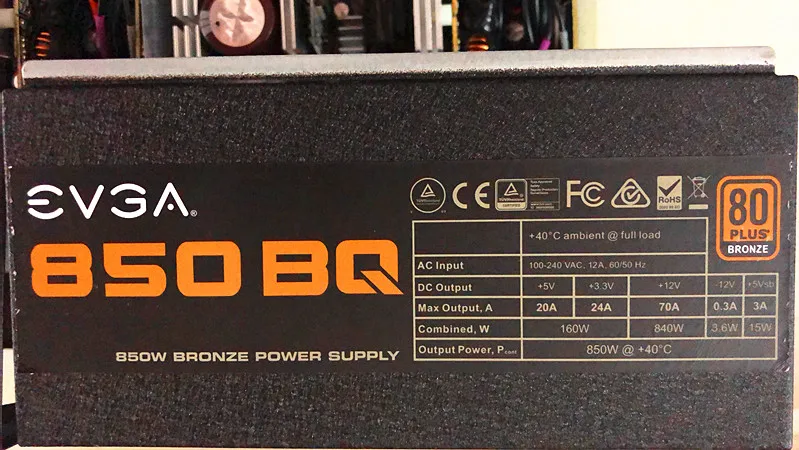 EVGA®
850 BQ
850W BRONZE POWER SUPPLY
CE
FC
RoHS
80
PLUS®
BRONZE
+40°C ambient @ full load
AC Input 100-240 VAC, 12A, 60/50 Hz
DC Output +5V +3.3V +12V -12V +5Vsb
Max Output, A 20A 24A 70A 0.3A 3A
Combined, W 160W 840W 3.6W 15W
Output Power, Pcont 850W @ +40°C